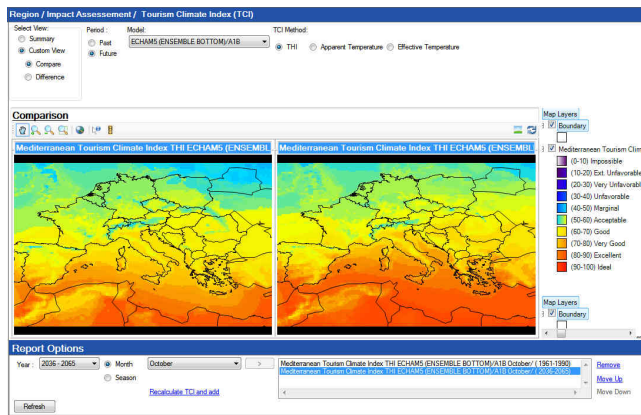 Region / Impact Assessement / Tourism Climate Index (TCI)
Select View:
Summary
Custom View
Compare
Difference
Period :
Past
Future
Model:
ECHAM5 (ENSEMBLE BOTTOM)/A1B
TCI Method:
THI
Apparent Temperature
Effective Temperature
Comparison
Mediterranean Tourism Climate Index THI ECHAM5 (ENSEMBL
Mediterranean Tourism Climate Index THI ECHAM5 (ENSEMBLE
Map Layers
Boundary
Mediterranean Tourism Clim
(0-10) Impossible
(10-20) Ext. Unfavorable
(20-30) Very Unfavorable
(30-40) Unfavorable
(40-50) Marginal
(50-60) Acceptable
(60-70) Good
(70-80) Very Good
(80-90) Excellent
(90-100) Ideal
Map Layers
Boundary
Report Options
Year :
2036 - 2065
Month
Season
October
>
Recalculate TCI and add
Mediterranean Tourism Climate Index THI ECHAM5 (ENSEMBLE BOTTOM)/A1B October/ ( 1961-1990)
Mediterranean Tourism Climate Index THI ECHAM5 (ENSEMBLE BOTTOM)/A1B October/ ( 2036-2065)
Remove
Move Up
Move Down
Refresh